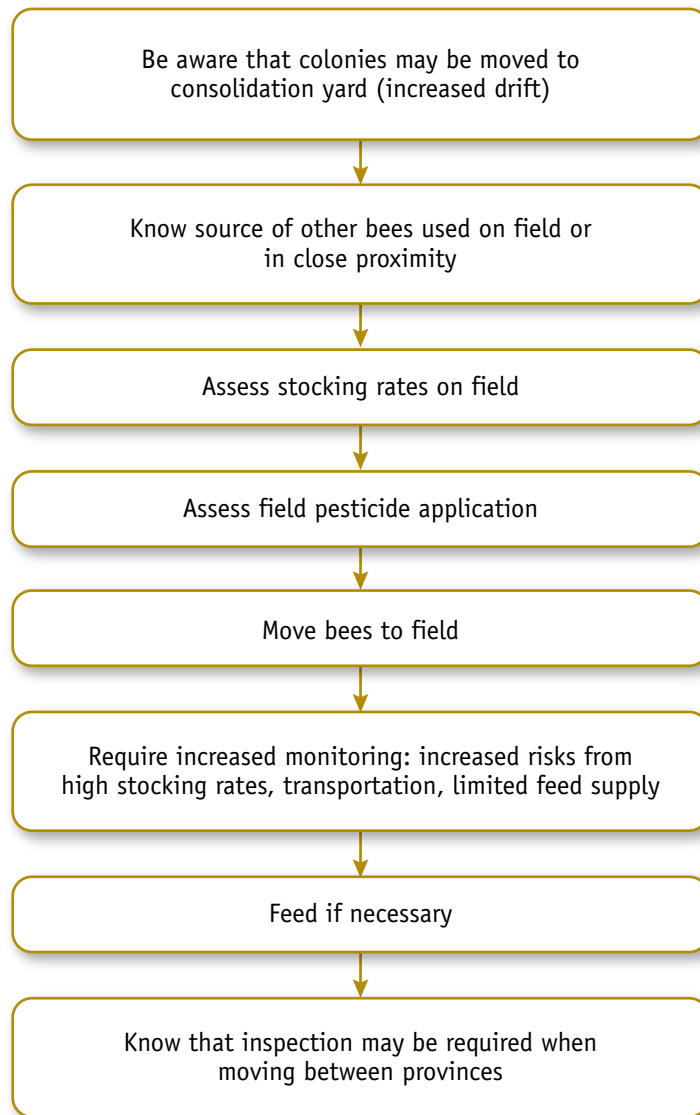 Be aware that colonies may be moved to
consolidation yard (increased drift)
Know source of other bees used on field or
in close proximity
Assess stocking rates on field
Assess field pesticide application
Move bees to field
Require increased monitoring: increased risks from
high stocking rates, transportation, limited feed supply
Feed if necessary
Know that inspection may be required when
moving between provinces